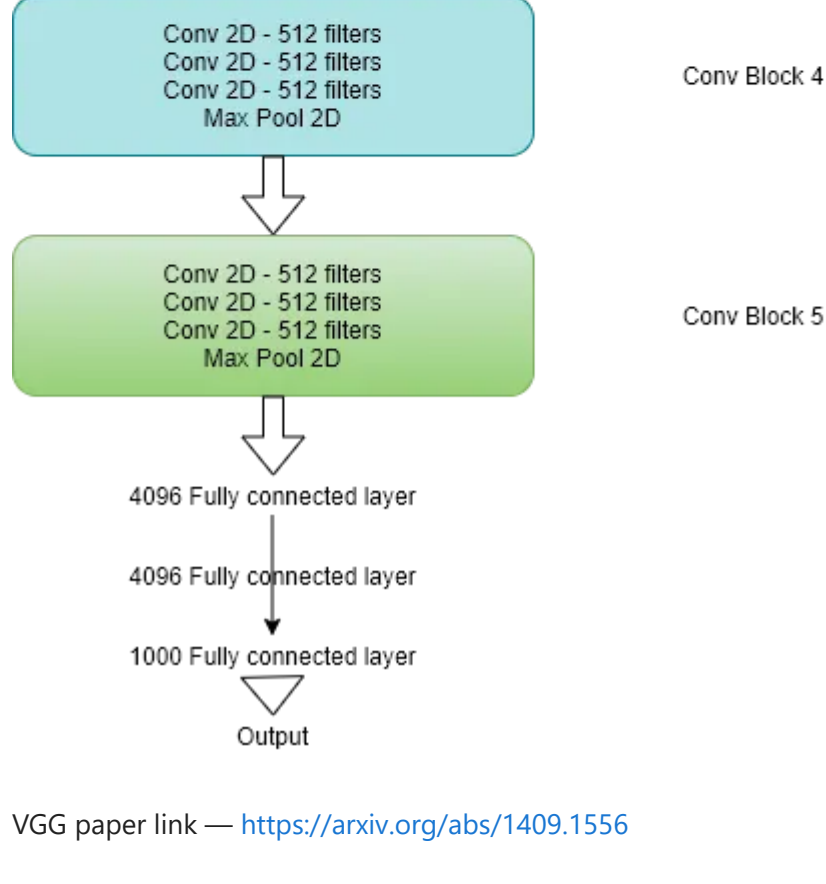 Conv 2D - 512 filters
Conv 2D - 512 filters
Conv 2D - 512 filters
Max Pool 2D
Conv Block 4
Conv 2D - 512 filters
Conv 2D - 512 filters
Conv 2D - 512 filters
Max Pool 2D
Conv Block 5
4096 Fully connected layer
4096 Fully connected layer
1000 Fully connected layer
Output
VGG paper link — https://arxiv.org/abs/1409.1556